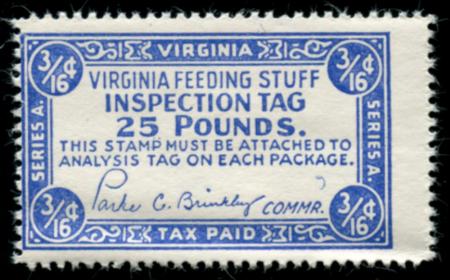 VIRGINIA
3/16¢ 3/16¢
VIRGINIA FEEDING STUFF
INSPECTION TAG
25 POUNDS.
THIS STAMP MUST BE ATTACHED TO
ANALYSIS TAG ON EACH PACKAGE.
Parke C. Brinkley COMMR.
SERIES A. SERIES A.
3/16¢ 3/16¢
TAX PAID